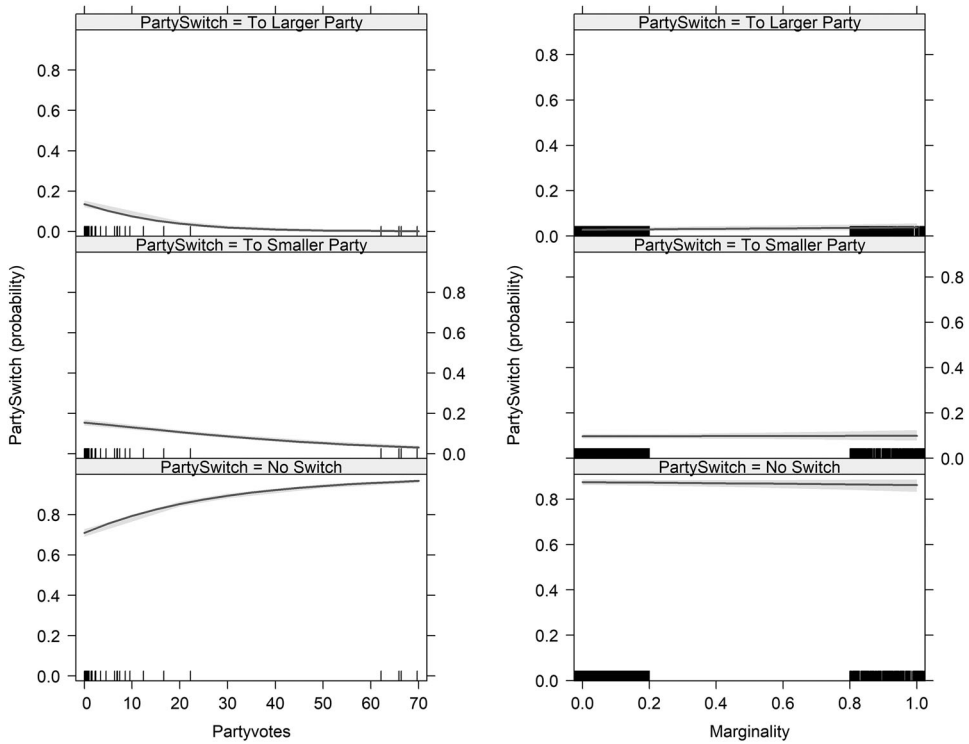 PartySwitch = To Larger Party
0.8
0.6
0.4
0.2
0.0
PartySwitch = To Smaller Party
0.8
0.6
0.4
0.2
0.0
PartySwitch = No Switch
0.8
0.6
0.4
0.2
0.0
0 10 20 30 40 50 60 70
Partyvotes
PartySwitch (probability)
PartySwitch = To Larger Party
0.8
0.6
0.4
0.2
0.0
PartySwitch = To Smaller Party
0.8
0.6
0.4
0.2
0.0
PartySwitch = No Switch
0.8
0.6
0.4
0.2
0.0
0.0 0.2 0.4 0.6 0.8 1.0
Marginality
PartySwitch (probability)